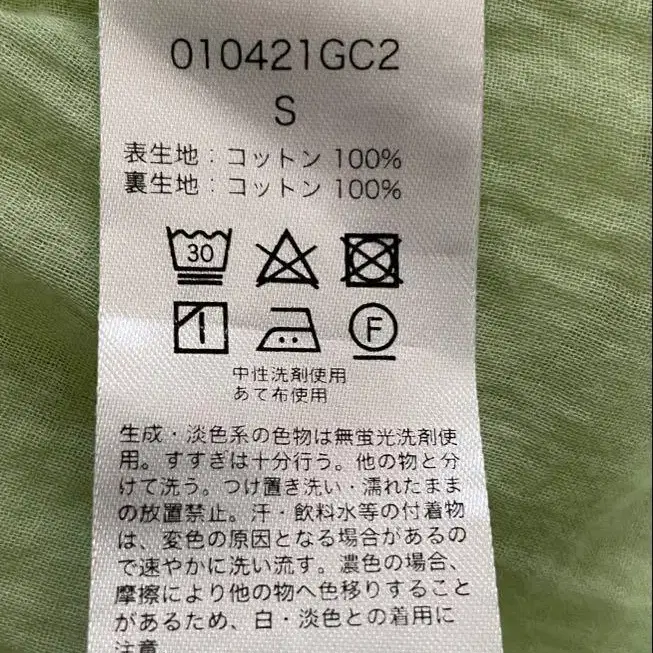 010421GC2
S
表生地：コットン 100%
裏生地：コットン 100%
30
F
中性洗剤使用
あて布使用
生成・淡色系の色物は無蛍光洗剤使
用。すすぎは十分行う。他の物と分
けて洗う。つけ置き洗い・濡れたまま
の放置禁止。汗・飲料水等の付着物
は、変色の原因となる場合があるの
で速やかに洗い流す。濃色の場合、
摩擦により他の物へ色移りすること
があるため、白・淡色との着用に
注意